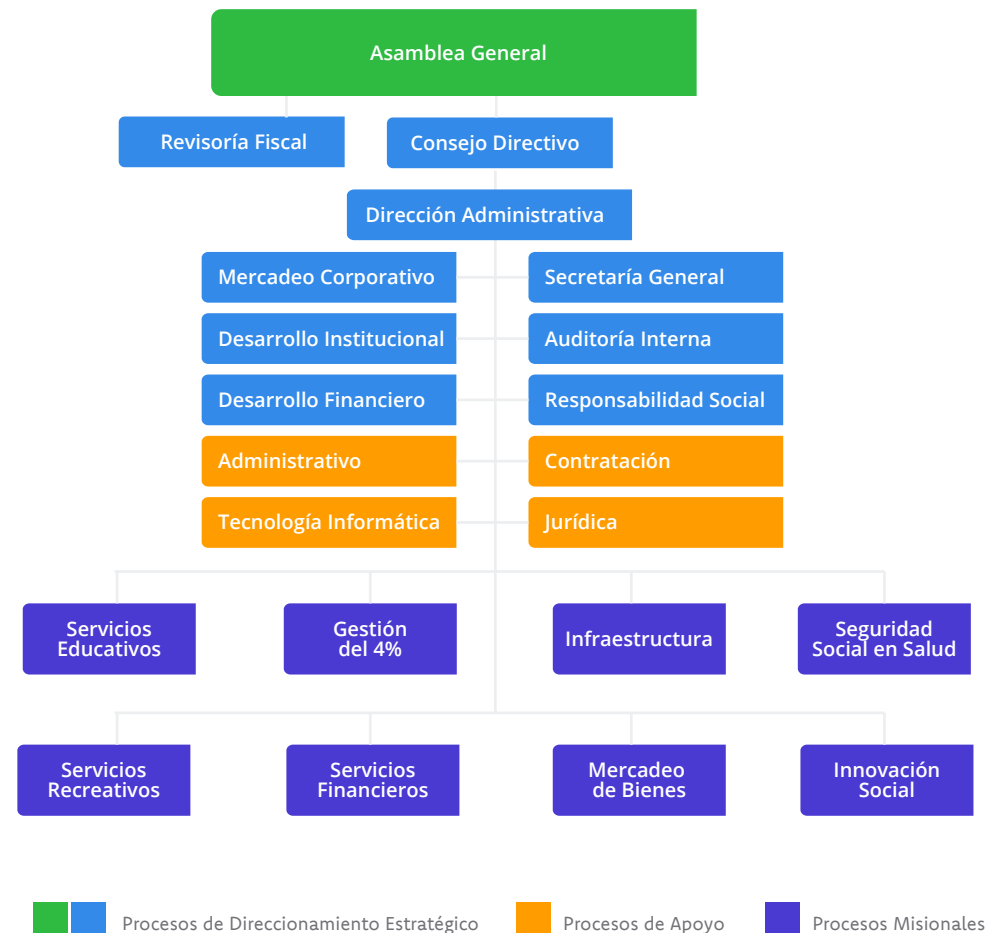 Asamblea General
Revisoría Fiscal
Consejo Directivo
Dirección Administrativa
Mercadeo Corporativo
Secretaría General
Desarrollo Institucional
Auditoría Interna
Desarrollo Financiero
Responsabilidad Social
Administrativo
Contratación
Tecnología Informática
Jurídica
Servicios
Educativos
Gestión
del 4%
Infraestructura
Seguridad
Social en Salud
Servicios
Recreativos
Servicios
Financieros
Mercadeo
de Bienes
Innovación
Social
Procesos de Direccionamiento Estratégico
Procesos de Apoyo
Procesos Misionales